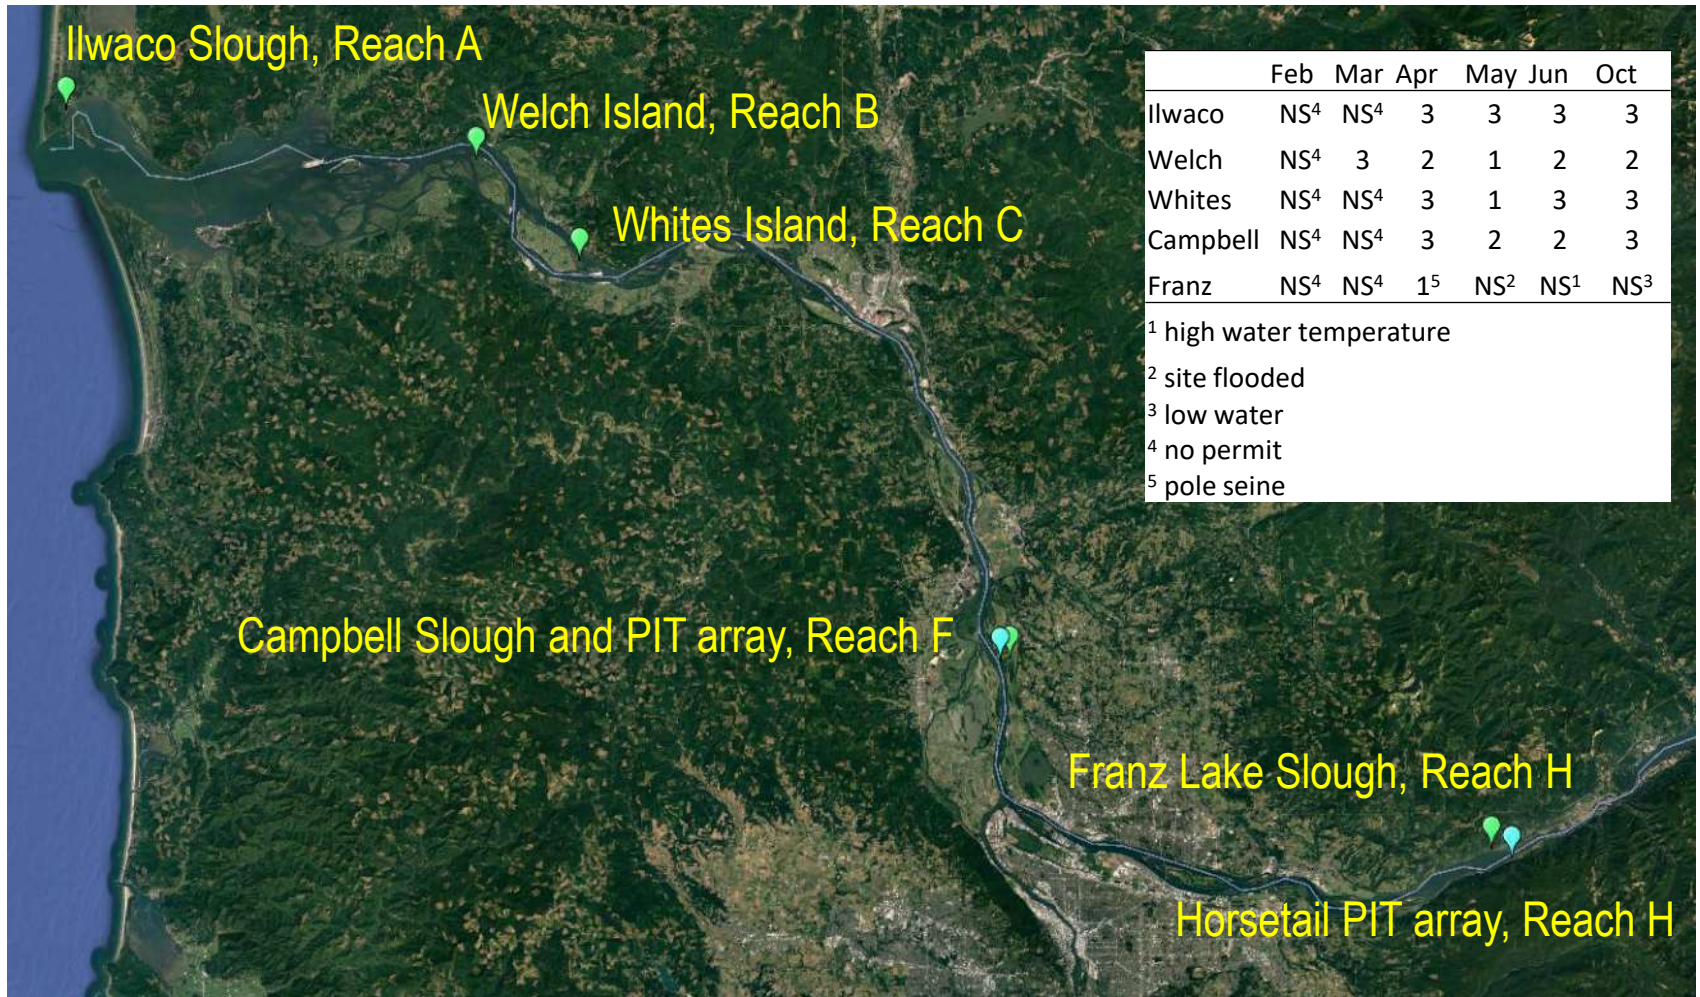 Ilwaco Slough, Reach A
Welch Island, Reach B
Whites Island, Reach C
Campbell Slough and PIT array, Reach F
Franz Lake Slough, Reach H
Horsetail PIT array, Reach H
Feb Mar Apr May Jun Oct
Ilwaco NS⁴ NS⁴ 3 3 3 3
Welch NS⁴ 3 2 1 2 2
Whites NS⁴ NS⁴ 3 1 3 3
Campbell NS⁴ NS⁴ 3 2 2 3
Franz NS⁴ NS⁴ 1⁵ NS² NS¹ NS³
¹ high water temperature
² site flooded
³ low water
⁴ no permit
⁵ pole seine